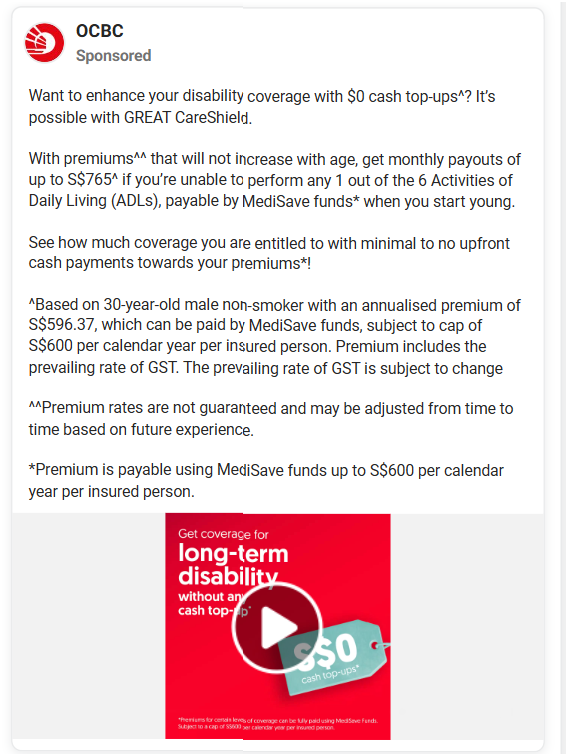 OCBC
Sponsored
Want to enhance your disability coverage with $0 cash top-ups^? It's
possible with GREAT CareShield.
With premiums^^ that will not increase with age, get monthly payouts of
up to S$765^ if you're unable to perform any 1 out of the 6 Activities of
Daily Living (ADLs), payable by MediSave funds* when you start young.
See how much coverage you are entitled to with minimal to no upfront
cash payments towards your premiums*!
^Based on 30-year-old male non-smoker with an annualised premium of
S$596.37, which can be paid by MediSave funds, subject to cap of
S$600 per calendar year per insured person. Premium includes the
prevailing rate of GST. The prevailing rate of GST is subject to change
^^Premium rates are not guaranteed and may be adjusted from time to
time based on future experience.
*Premium is payable using MediSave funds up to S$600 per calendar
year per insured person.
Get coverage for
long-term
disability
without any
cash top-up*
S$0
cash top-ups*
*Premiums for certain levels of coverage can be fully paid using MediSave Funds.
Subject to a cap of S$600 per calendar year per insured person.